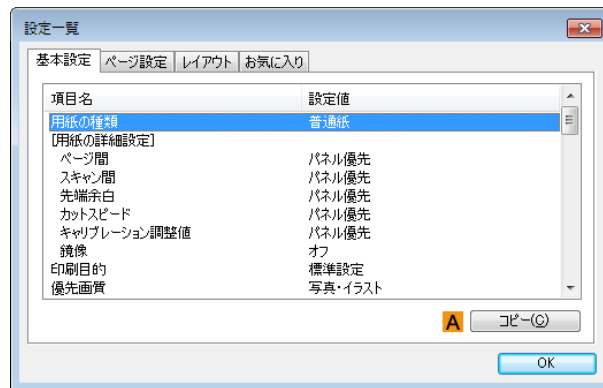 設定一覧
基本設定 ページ設定 レイアウト お気に入り
項目名 設定値
用紙の種類 普通紙
[用紙の詳細設定]
ページ間 パネル優先
スキャン間 パネル優先
先端余白 パネル優先
カットスピード パネル優先
キャリブレーション調整値 パネル優先
鏡像 オフ
印刷目的 標準設定
優先画質 写真・イラスト
A コピー(C)
OK